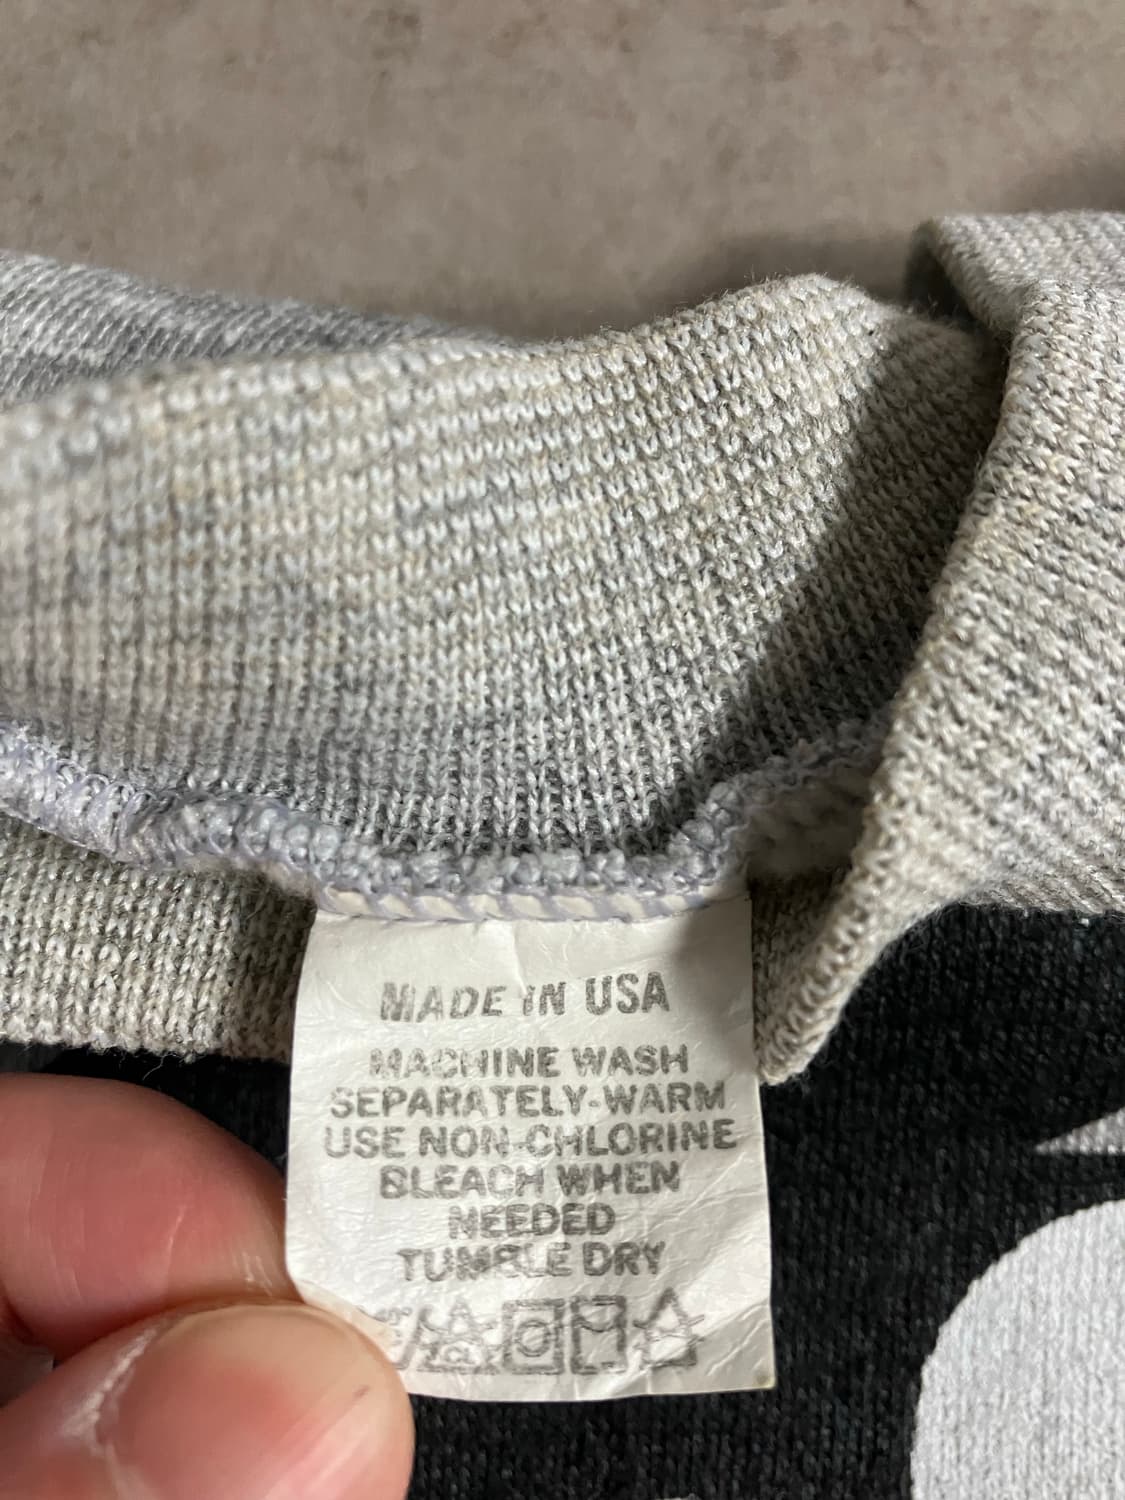 MADE IN USA
MACHINE WASH
SEPARATELY-WARM
USE NON-CHLORINE
BLEACH WHEN
NEEDED
TUMBLE DRY